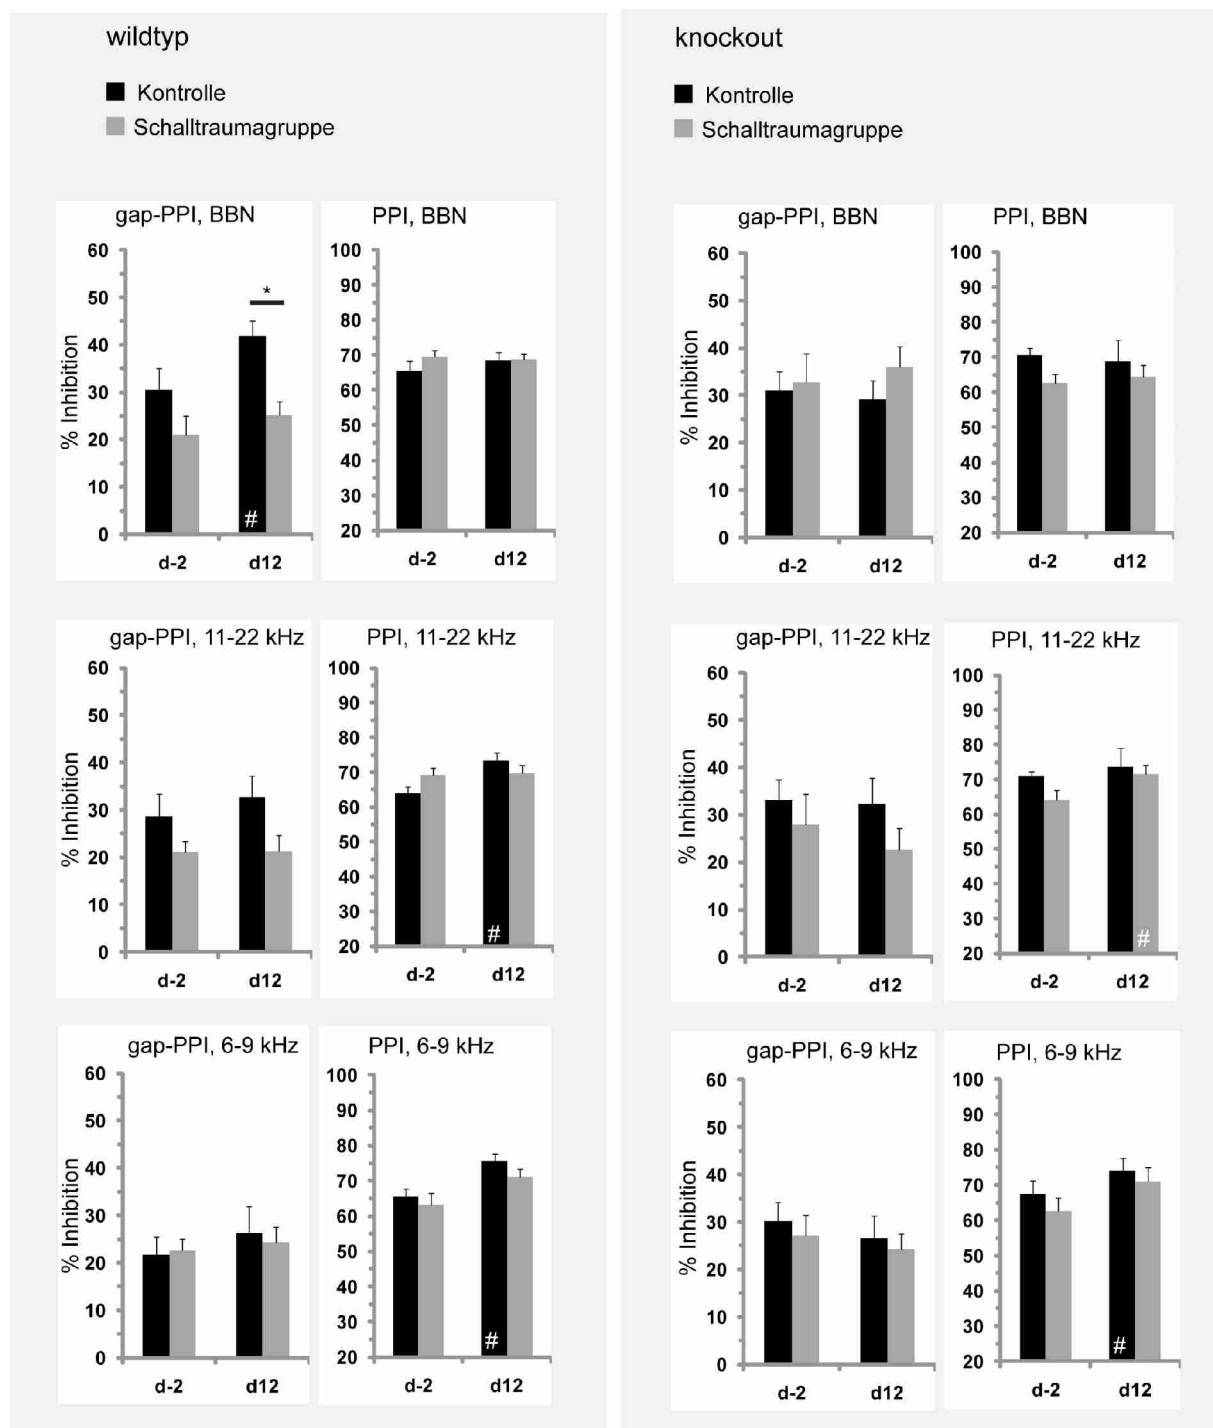 wildtyp
Kontrolle
Schalltraumagruppe
gap-PPI, BBN
% Inhibition
60
50
40
30
20
10
0
*
#
d-2 d12
PPI, BBN
100
90
80
70
60
50
40
30
20
d-2 d12
gap-PPI, 11-22 kHz
% Inhibition
60
50
40
30
20
10
0
d-2 d12
PPI, 11-22 kHz
100
90
80
70
60
50
40
30
20
#
d-2 d12
gap-PPI, 6-9 kHz
% Inhibition
60
50
40
30
20
10
0
d-2 d12
PPI, 6-9 kHz
100
90
80
70
60
50
40
30
20
#
d-2 d12
knockout
Kontrolle
Schalltraumagruppe
gap-PPI, BBN
% Inhibition
60
50
40
30
20
10
0
d-2 d12
PPI, BBN
100
90
80
70
60
50
40
30
20
d-2 d12
gap-PPI, 11-22 kHz
% Inhibition
60
50
40
30
20
10
0
d-2 d12
PPI, 11-22 kHz
100
90
80
70
60
50
40
30
20
#
d-2 d12
gap-PPI, 6-9 kHz
% Inhibition
60
50
40
30
20
10
0
d-2 d12
PPI, 6-9 kHz
100
90
80
70
60
50
40
30
20
#
d-2 d12